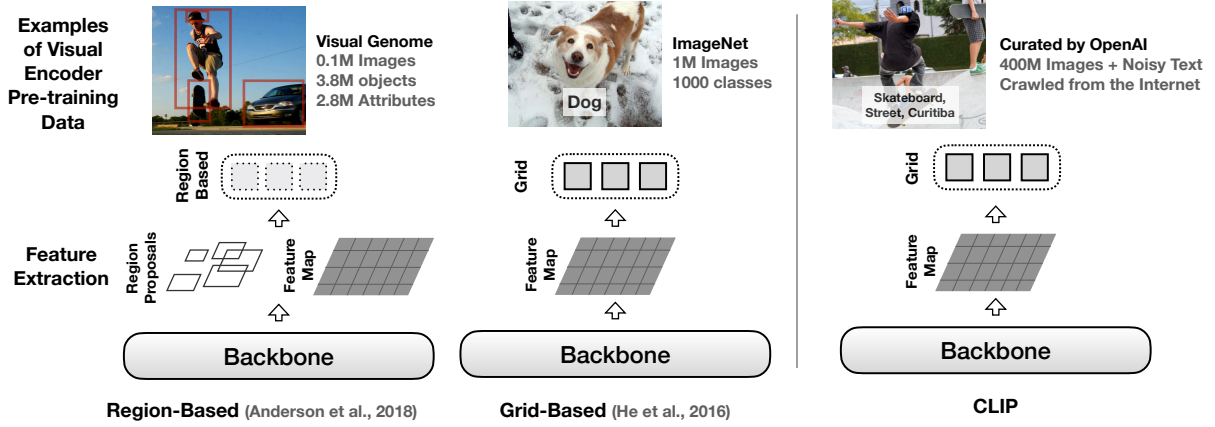 Examples
of Visual
Encoder
Pre-training
Data
Visual Genome
0.1M Images
3.8M objects
2.8M Attributes
Dog
ImageNet
1M Images
1000 classes
Skateboard,
Street, Curitiba
Curated by OpenAI
400M Images + Noisy Text
Crawled from the Internet
Region
Based
Grid
Grid
Feature
Extraction
Region
Proposals
Feature
Map
Feature
Map
Feature
Map
Backbone
Backbone
Backbone
Region-Based (Anderson et al., 2018)
Grid-Based (He et al., 2016)
CLIP